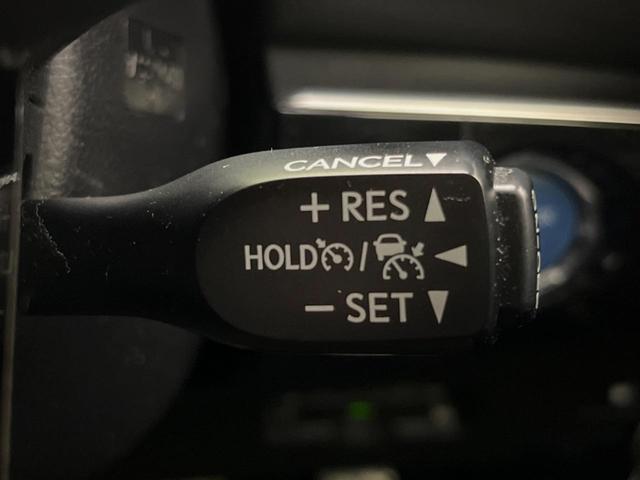 CANCEL▼
+ RES ▲
HOLD / ◀
− SET ▼